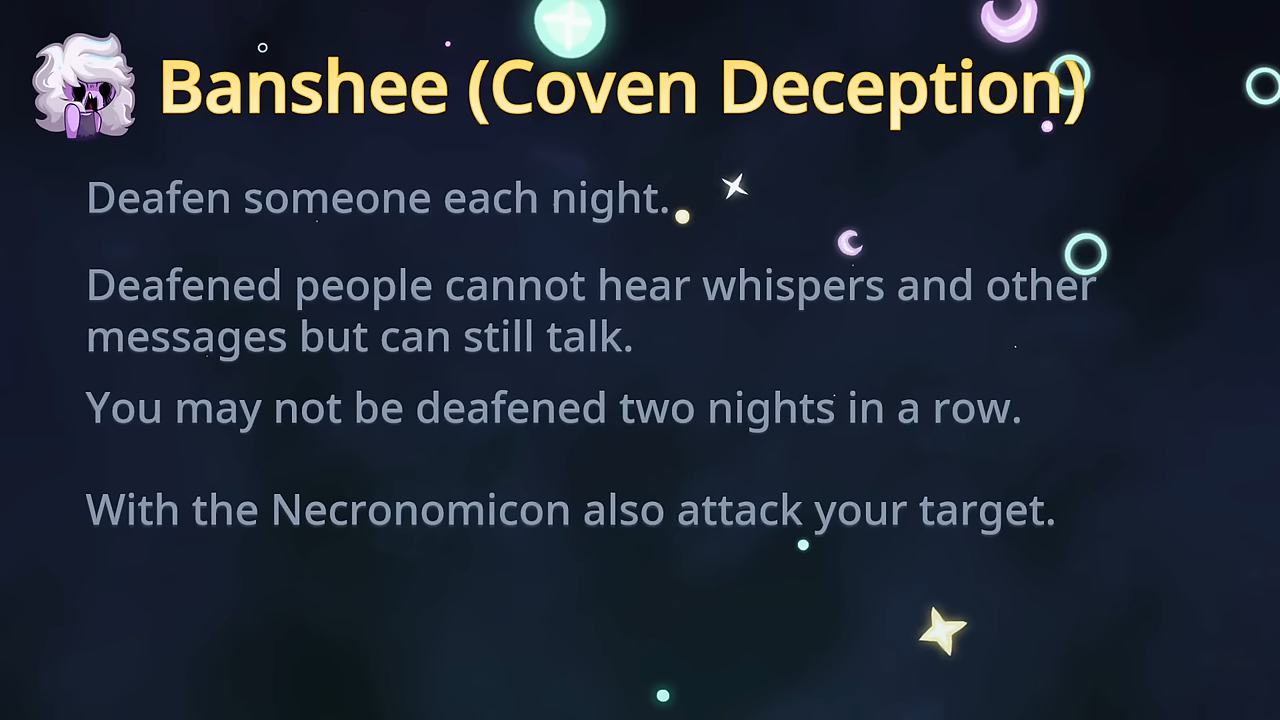 Banshee (Coven Deception)
Deafen someone each night.
Deafened people cannot hear whispers and other
messages but can still talk.
You may not be deafened two nights in a row.
With the Necronomicon also attack your target.